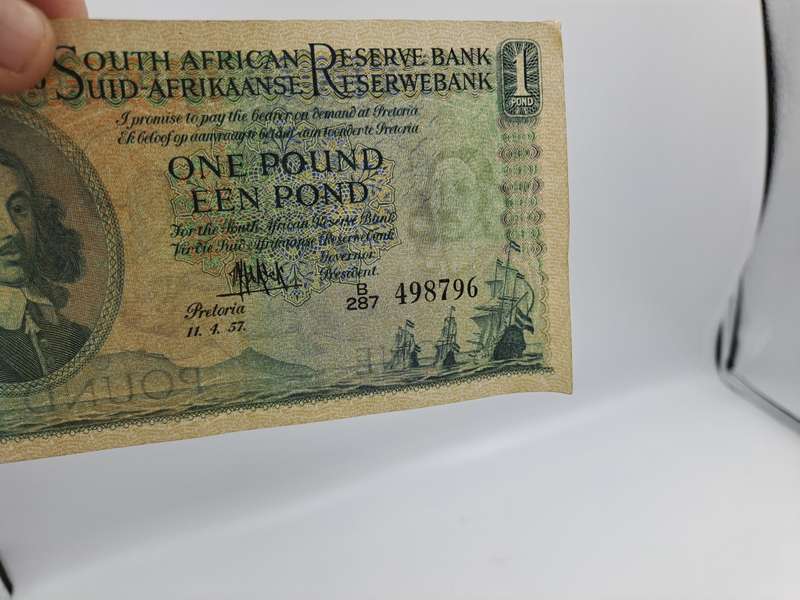 SOUTH AFRICAN RESERVE BANK
SUID-AFRIKAANSE RESERWEBANK
1
POND
I promise to pay the bearer on demand at Pretoria
Ek beloof op aanvraag te betaal aan toonder te Pretoria
ONE POUND
EEN POND
For the South African Reserve Bank
Vir die Suid-Afrikaanse Reserwebank
Governor
President.
B
287 498796
Pretoria
11. 4. 57.
POUND